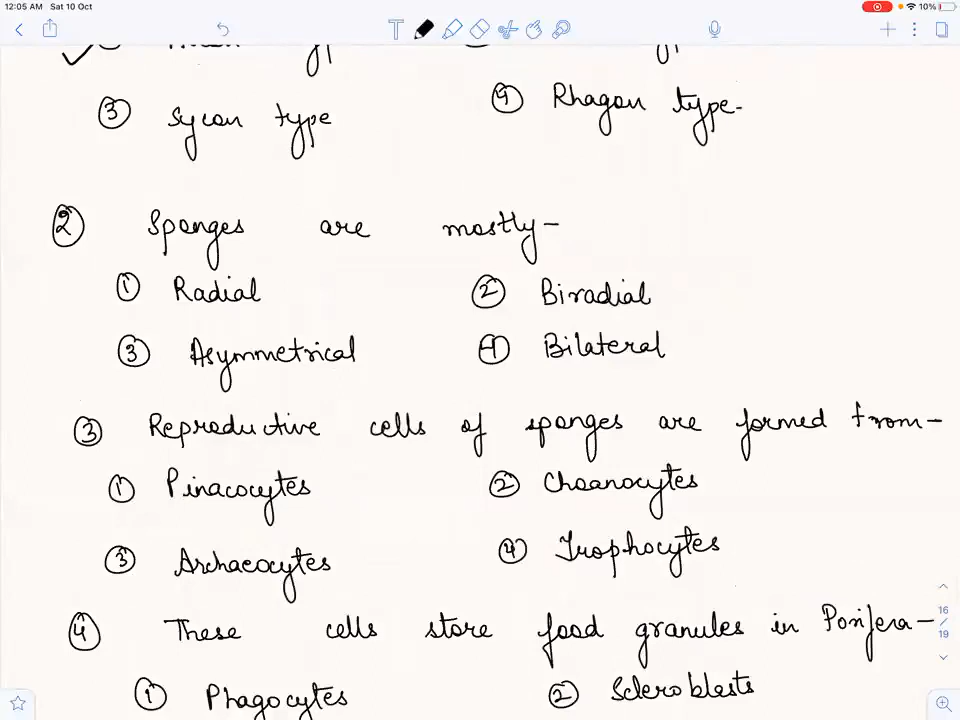 12:05 AM Sat 10 Oct 10%
③ Sycon type ④ Rhagon type-
② Sponges are mostly-
① Radial ② Biradial
③ Asymmetrical ④ Bilateral
③ Reproductive cells of sponges are formed from-
① Pinacocytes ② Choanocytes
③ Archaeocytes ④ Trophocytes
④ These cells store food granules in Porifera-
① Phagocytes ② Scleroblasts
16
/
19